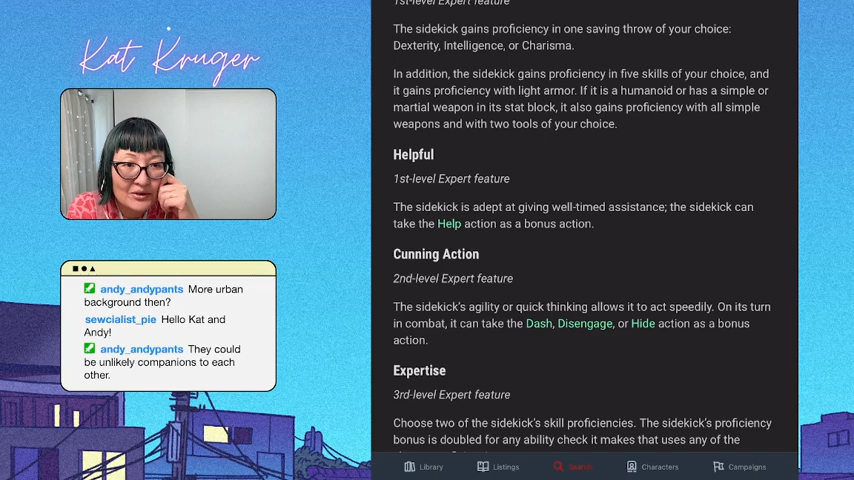 Kat Kruger
andy_andypants More urban
background then?
sewcialist_pie Hello Kat and
Andy!
andy_andypants They could
be unlikely companions to each
other.
1st-level Expert feature
The sidekick gains proficiency in one saving throw of your choice:
Dexterity, Intelligence, or Charisma.
In addition, the sidekick gains proficiency in five skills of your choice, and
it gains proficiency with light armor. If it is a humanoid or has a simple or
martial weapon in its stat block, it also gains proficiency with all simple
weapons and with two tools of your choice.
Helpful
1st-level Expert feature
The sidekick is adept at giving well-timed assistance; the sidekick can
take the Help action as a bonus action.
Cunning Action
2nd-level Expert feature
The sidekick's agility or quick thinking allows it to act speedily. On its turn
in combat, it can take the Dash, Disengage, or Hide action as a bonus
action.
Expertise
3rd-level Expert feature
Choose two of the sidekick's skill proficiencies. The sidekick's proficiency
bonus is doubled for any ability check it makes that uses any of the
Library Listings Search Characters Campaigns